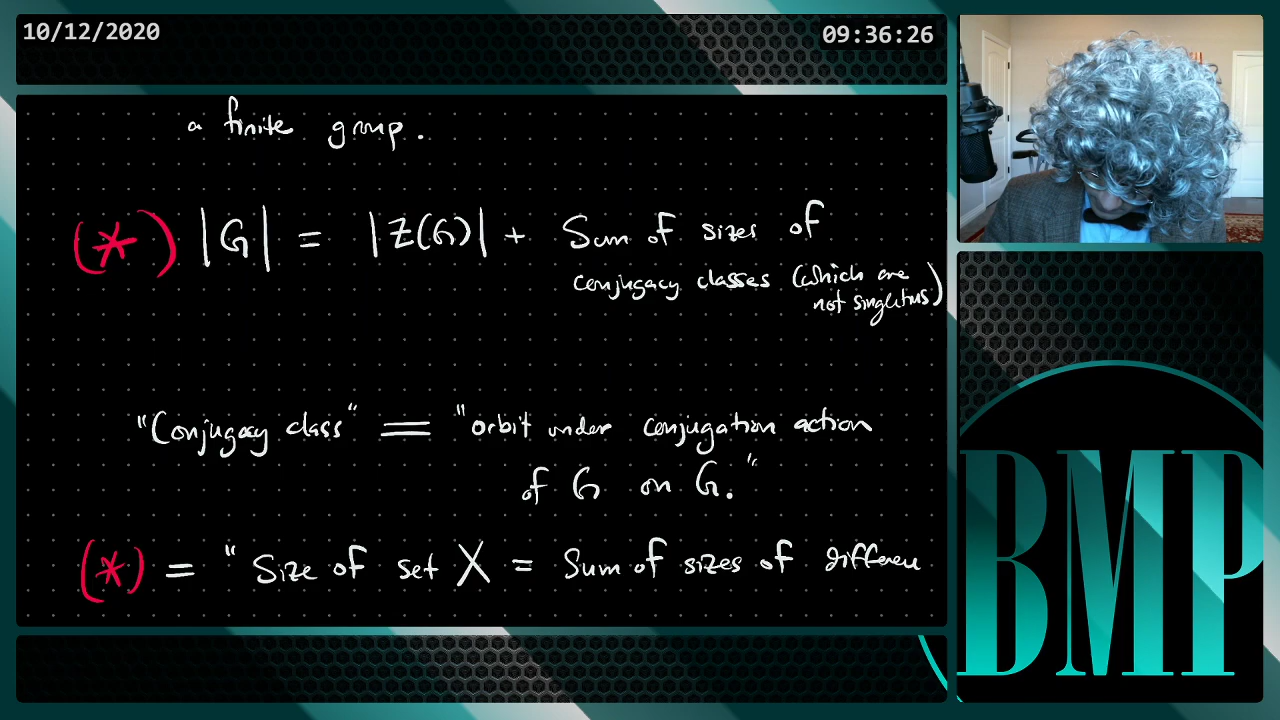 10/12/2020
09:36:26
a finite group.
(*) |G| = |Z(G)| + Sum of sizes of
conjugacy classes (which are
not singletons)
"Conjugacy class" = "orbit under conjugation action
of G on G."
(*) = "Size of set X = Sum of sizes of differenc
BMP